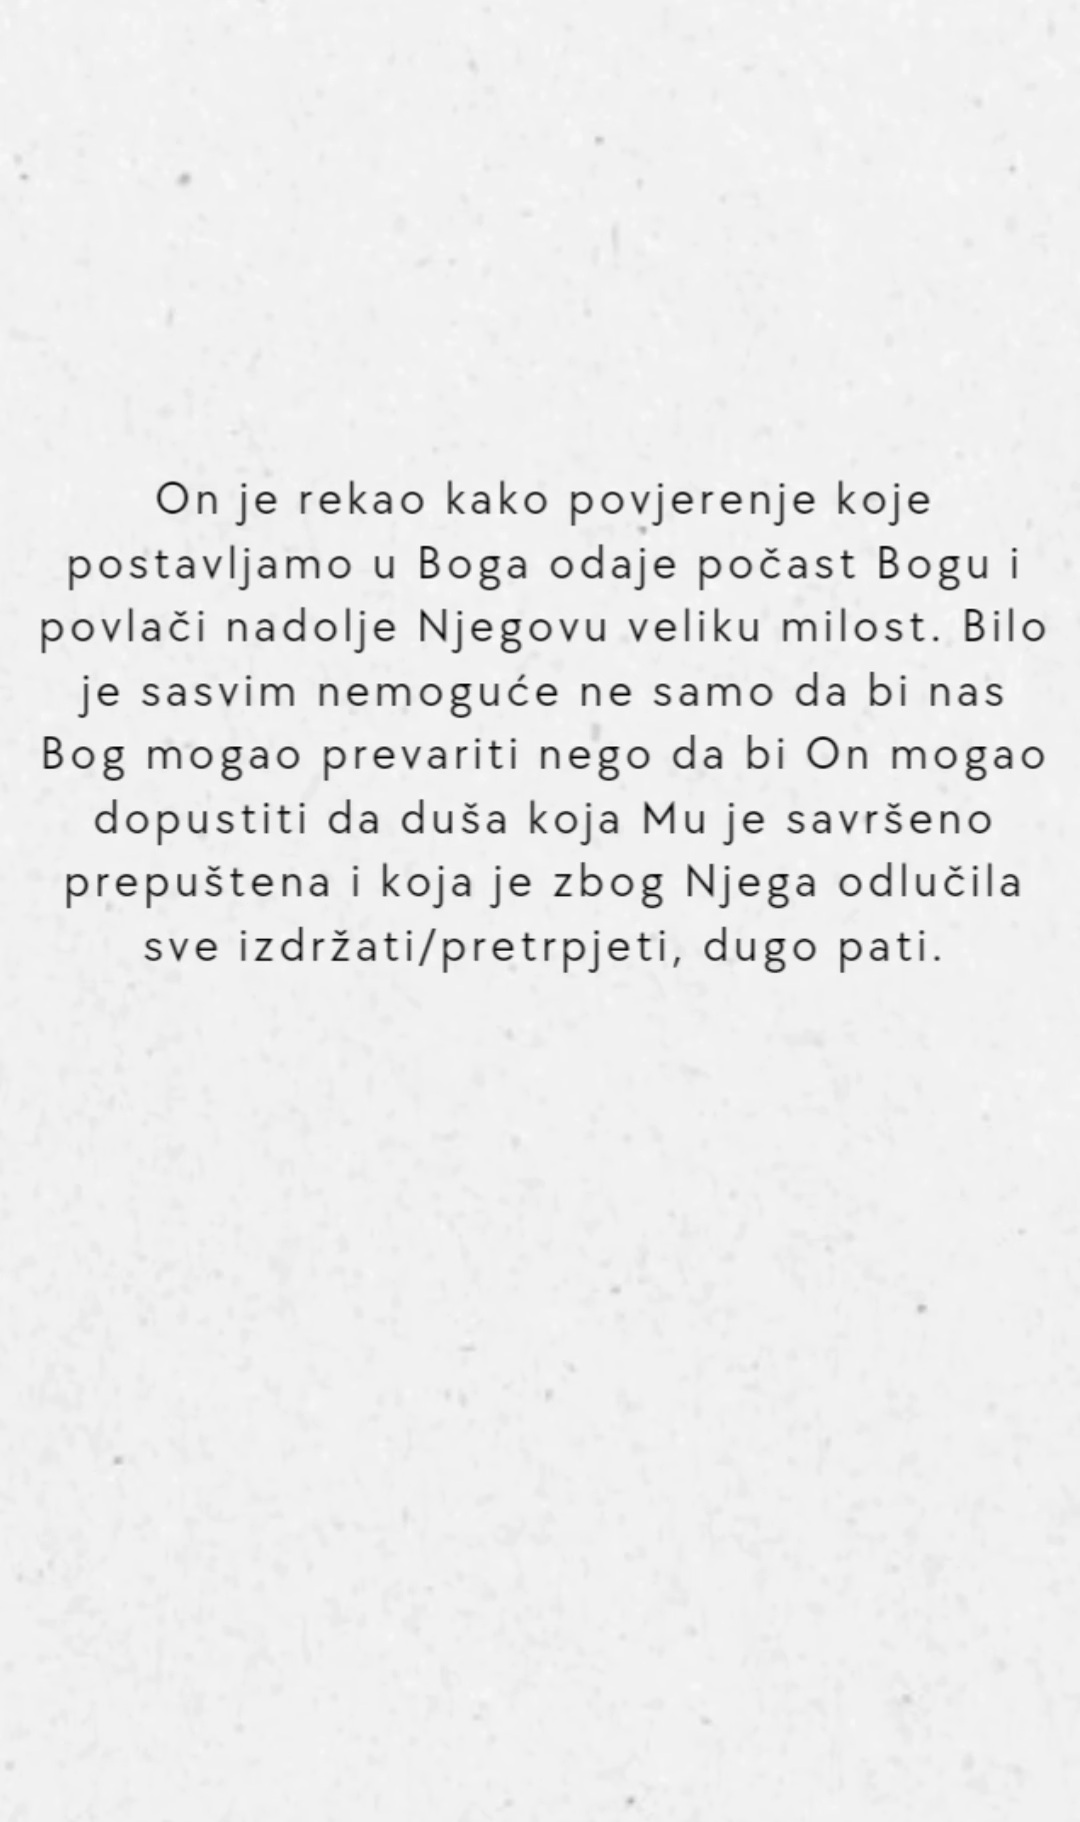 On je rekao kako povjerenje koje
postavljamo u Boga odaje počast Bogu i
povlači nadolje Njegovu veliku milost. Bilo
je sasvim nemoguće ne samo da bi nas
Bog mogao prevariti nego da bi On mogao
dopustiti da duša koja Mu je savršeno
prepuštena i koja je zbog Njega odlučila
sve izdržati/pretrpjeti, dugo pati.